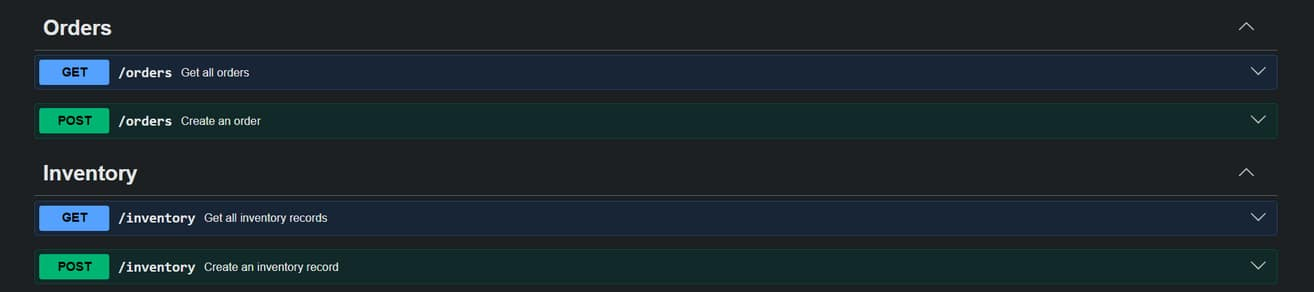 Orders
GET /orders Get all orders
POST /orders Create an order
Inventory
GET /inventory Get all inventory records
POST /inventory Create an inventory record